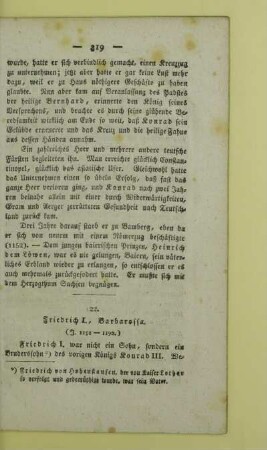 — 319 —
wurde, hatte er sich verbindlich gemacht, einen Kreuzzug
zu unternehmen; jetzt aber hatte er gar keine Lust mehr
dazu, weil er zu Haus nöthigere Geschäfte zu haben
glaubte. Nun aber kam auf Veranlassung des Pabstes
der heilige Bernhard, erinnerte den König seines
Versprechens, und brachte es durch seine glühende Be-
redsamkeit wirklich am Ende so weit, daß Konrad sein
Gelübde erneuerte und das Kreuz und die heilige Fahne
aus dessen Händen annahm.
Ein zahlreiches Heer und mehrere andere teutsche
Fürsten begleiteten ihn. Man erreichte glücklich Constan-
tinopel, glücklich das asiatische Ufer. Gleichwohl hatte
das Unternehmen einen so übeln Erfolg, daß fast das
ganze Heer verloren ging, und Konrad nach zwei Jah-
ren beinahe allein mit einer durch Widerwärtigkeiten,
Gram und Aerger zerrütteten Gesundheit nach Teutsch-
land zurück kam.
Drei Jahre darauf starb er zu Bamberg, eben da
er sich von neuem mit einem Römerzug beschäftigte
(1152). — Dem jungen baierischen Prinzen, Heinrich
dem Löwen, war es nie gelungen, Baiern, sein väter-
liches Erbland wieder zu erlangen, so entschlossen er es
auch mehrmals zurückgefordert hatte. Er mußte sich mit
dem Herzogthum Sachsen begnügen.
22.
Friedrich I., Barbarossa.
(J. 1152 — 1190.)
Friedrich I. war nicht ein Sohn, sondern ein
Bruderssohn *) des vorigen Königs Konrad III. We-
*) Friedrich von Hohenstaufen, der von Kaiser Lothar
so verfolgt und gedemüthigt wurde, war sein Vater.